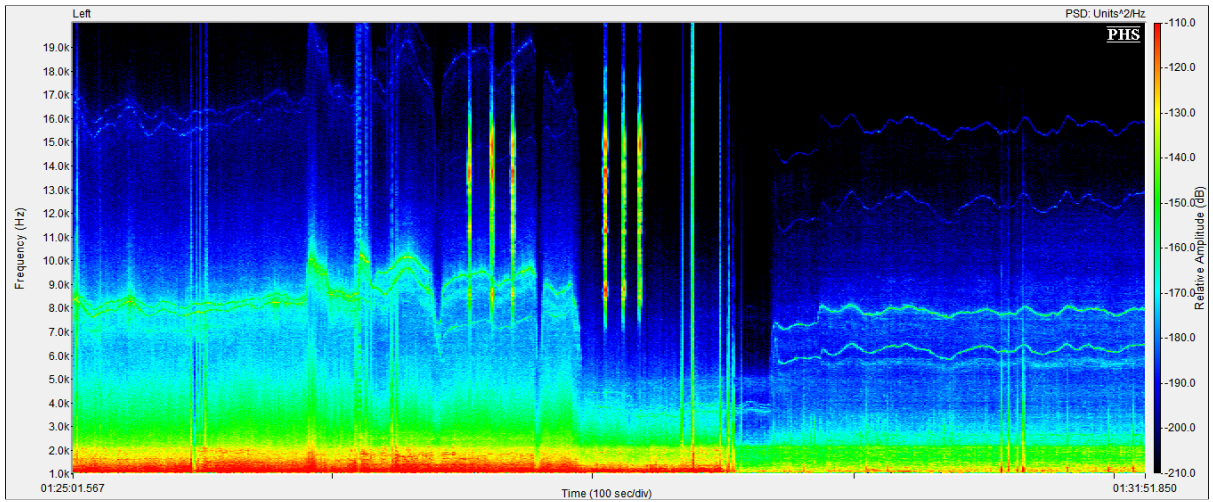 Left
PSD: Units^2/Hz
PHS
19.0k
18.0k
17.0k
16.0k
15.0k
14.0k
13.0k
12.0k
11.0k
10.0k
9.0k
8.0k
7.0k
6.0k
5.0k
4.0k
3.0k
2.0k
1.0k
Frequency (Hz)
-110.0
-120.0
-130.0
-140.0
-150.0
-160.0
-170.0
-180.0
-190.0
-200.0
-210.0
Relative Amplitude (dB)
01:25:01.567
Time (100 sec/div)
01:31:51.850